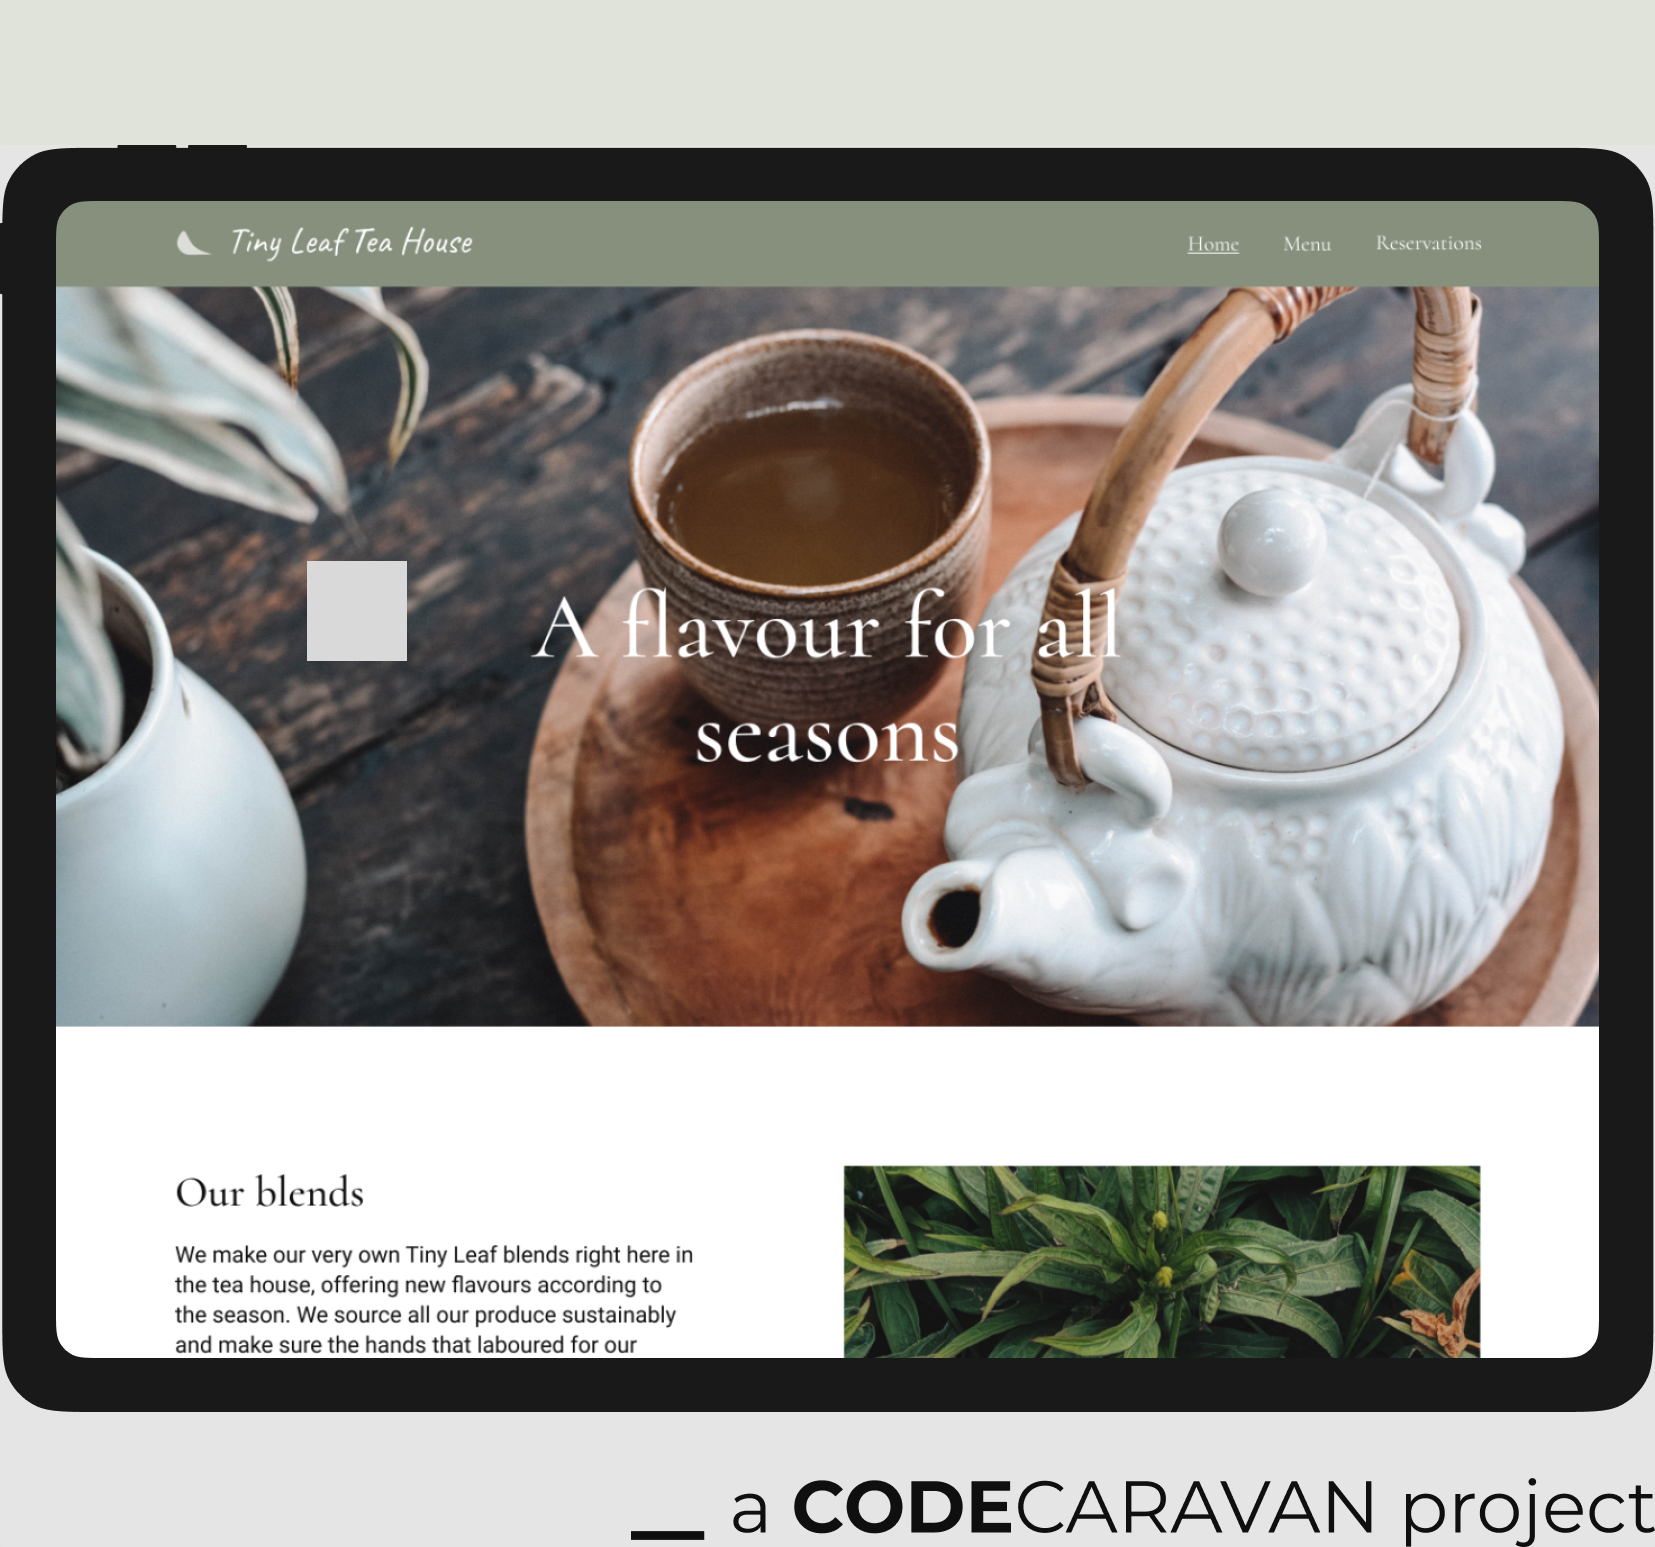 Tiny Leaf Tea House
Home Menu Reservations
A flavour for all
seasons
Our blends
We make our very own Tiny Leaf blends right here in
the tea house, offering new flavours according to
the season. We source all our produce sustainably
and make sure the hands that laboured for our
a CODECARAVAN project